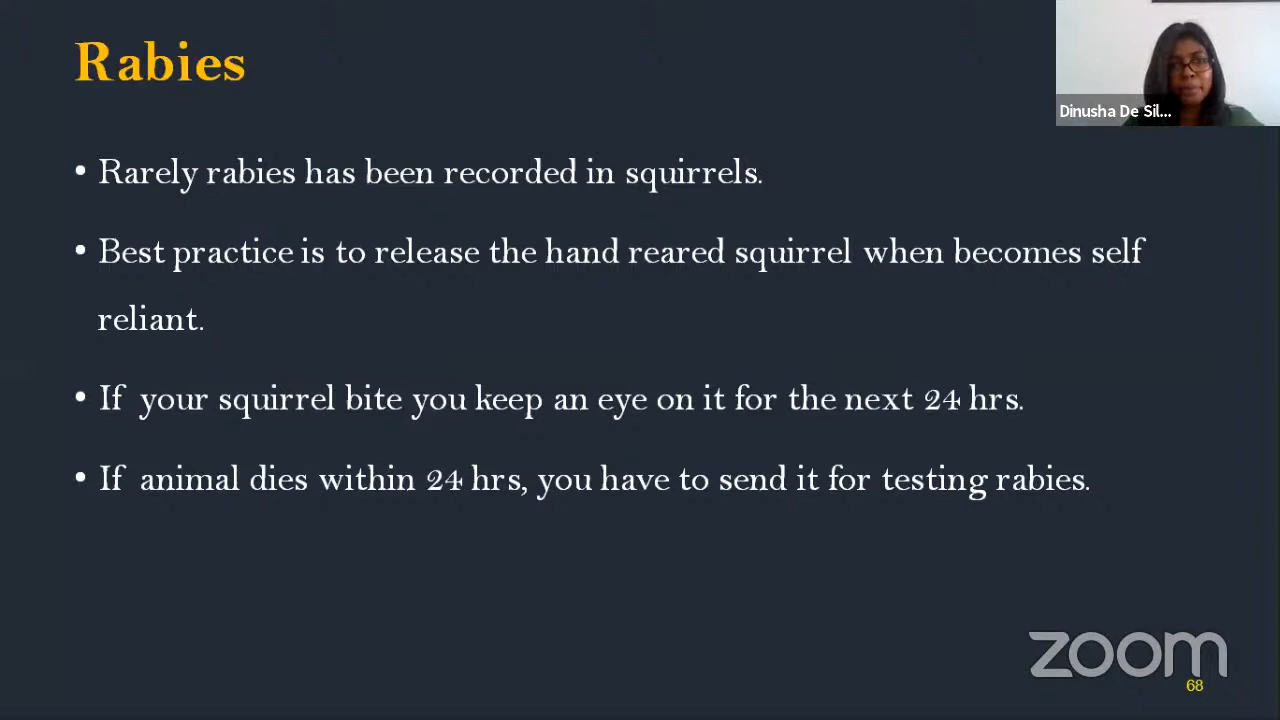 Rabies
Dinusha De Sil...
• Rarely rabies has been recorded in squirrels.
• Best practice is to release the hand reared squirrel when becomes self
reliant.
• If your squirrel bite you keep an eye on it for the next 24 hrs.
• If animal dies within 24 hrs, you have to send it for testing rabies.
zoom
68